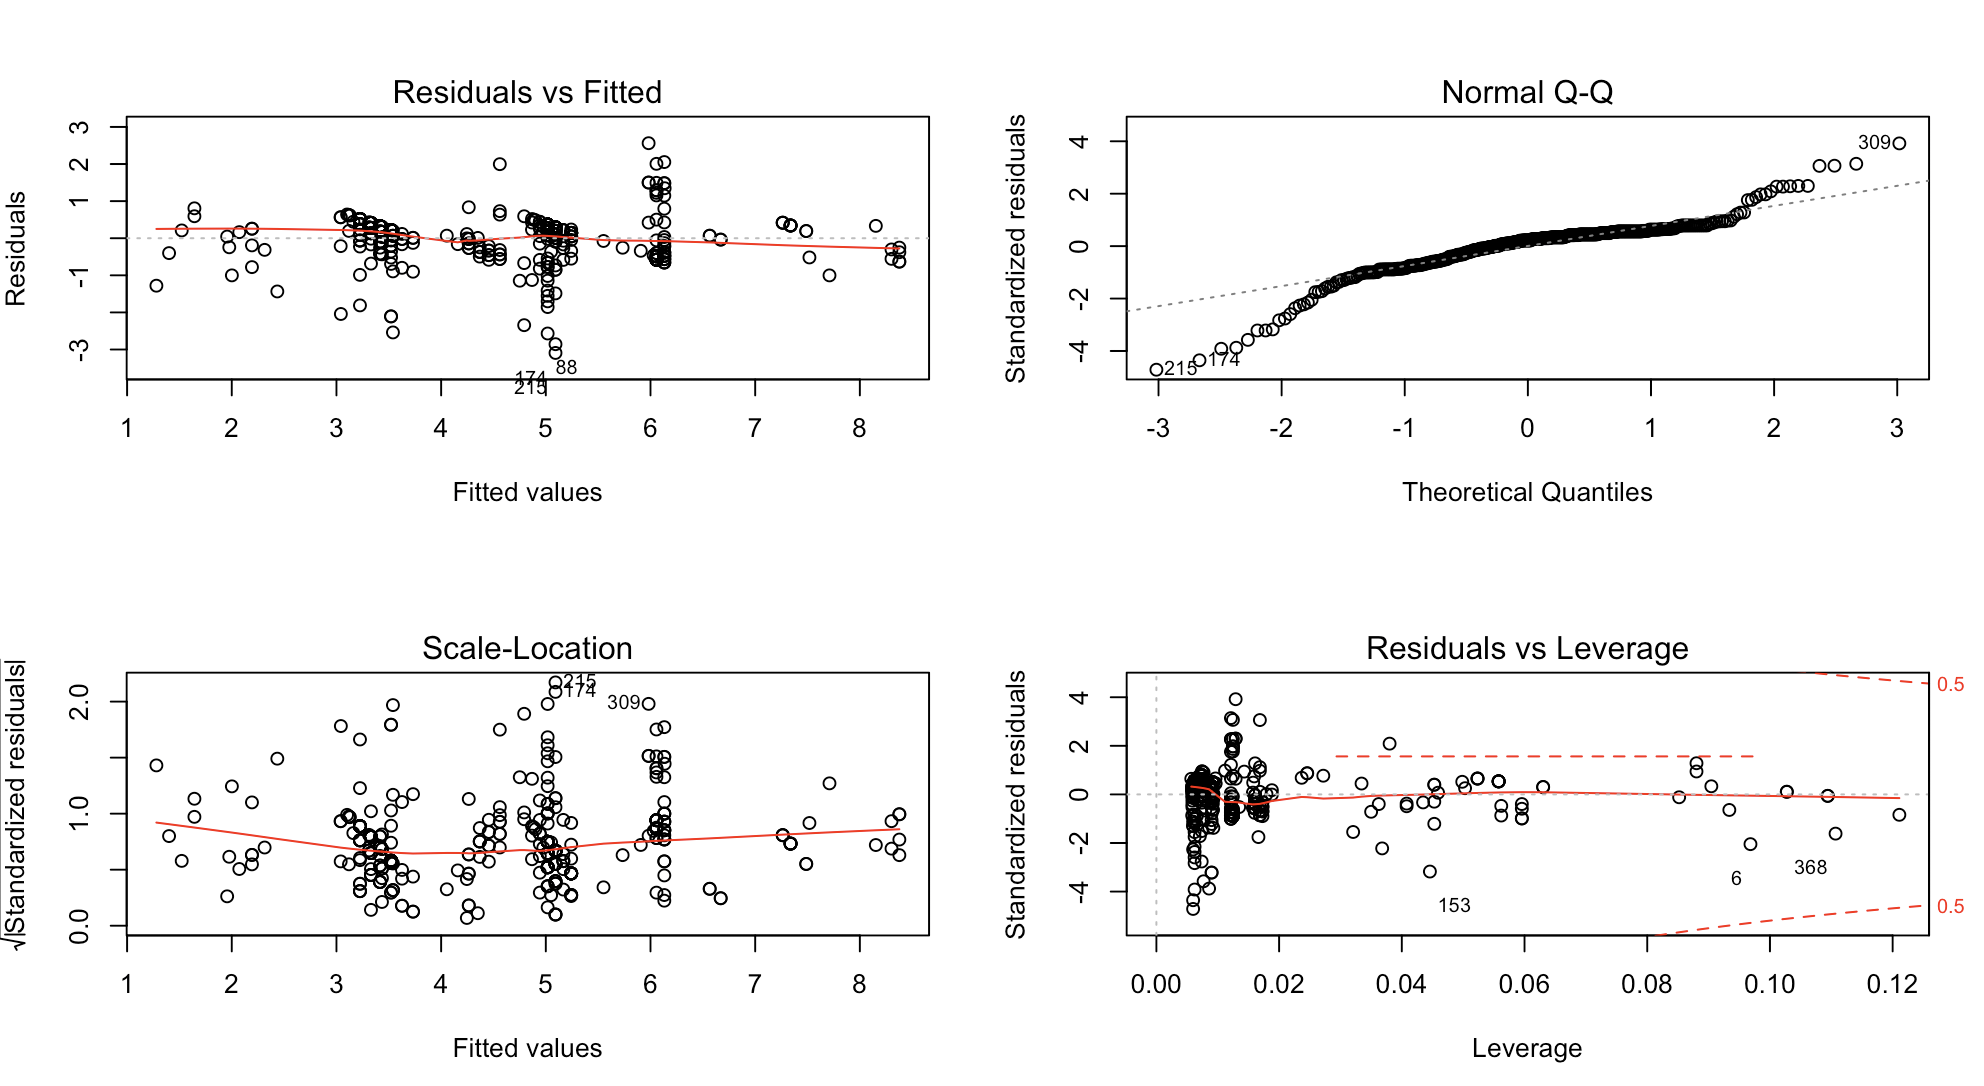 Residuals vs Fitted
Residuals
3
2
1
-1
-3
88
174
215
1 2 3 4 5 6 7 8
Fitted values
Normal Q-Q
Standardized residuals
4
2
0
-2
-4
309
215
174
-3 -2 -1 0 1 2 3
Theoretical Quantiles
Scale-Location
√|Standardized residuals|
2.0
1.0
0.0
215
174
309
1 2 3 4 5 6 7 8
Fitted values
Residuals vs Leverage
Standardized residuals
4
2
0
-2
-4
0.5
0.5
368
6
153
0.00 0.02 0.04 0.06 0.08 0.10 0.12
Leverage